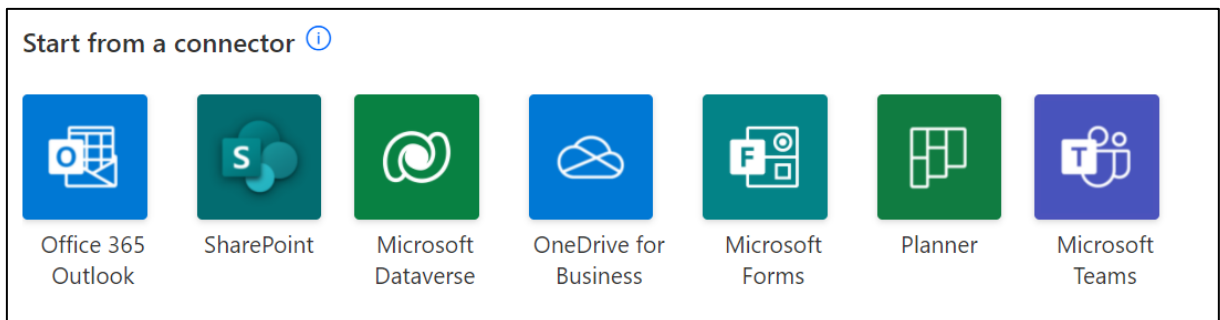 Start from a connector
O
S
F
T
Office 365
Outlook
SharePoint
Microsoft
Dataverse
OneDrive for
Business
Microsoft
Forms
Planner
Microsoft
Teams